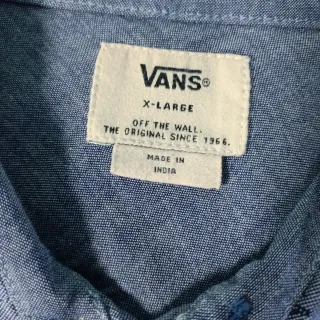 VANS®
X-LARGE
OFF THE WALL.
THE ORIGINAL SINCE 1966.
MADE IN
INDIA